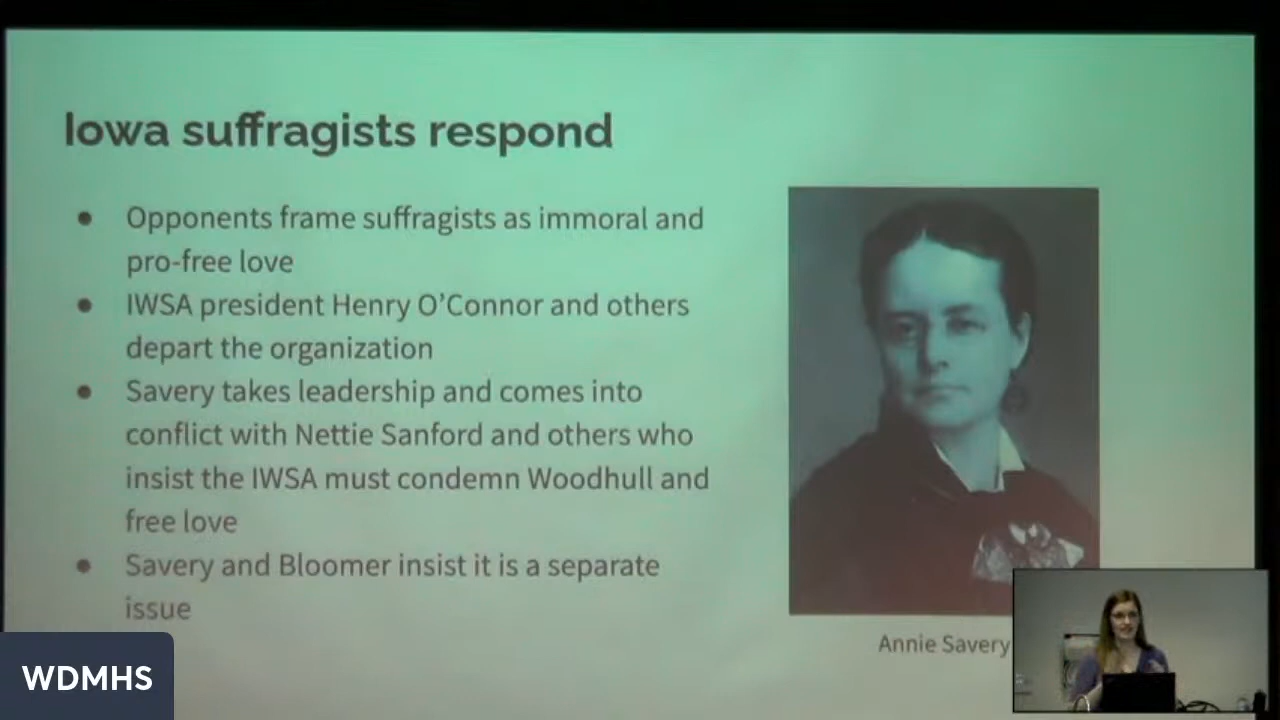 Iowa suffragists respond
● Opponents frame suffragists as immoral and
pro-free love
● IWSA president Henry O’Connor and others
depart the organization
● Savery takes leadership and comes into
conflict with Nettie Sanford and others who
insist the IWSA must condemn Woodhull and
free love
● Savery and Bloomer insist it is a separate
issue
Annie Savery
WDMHS